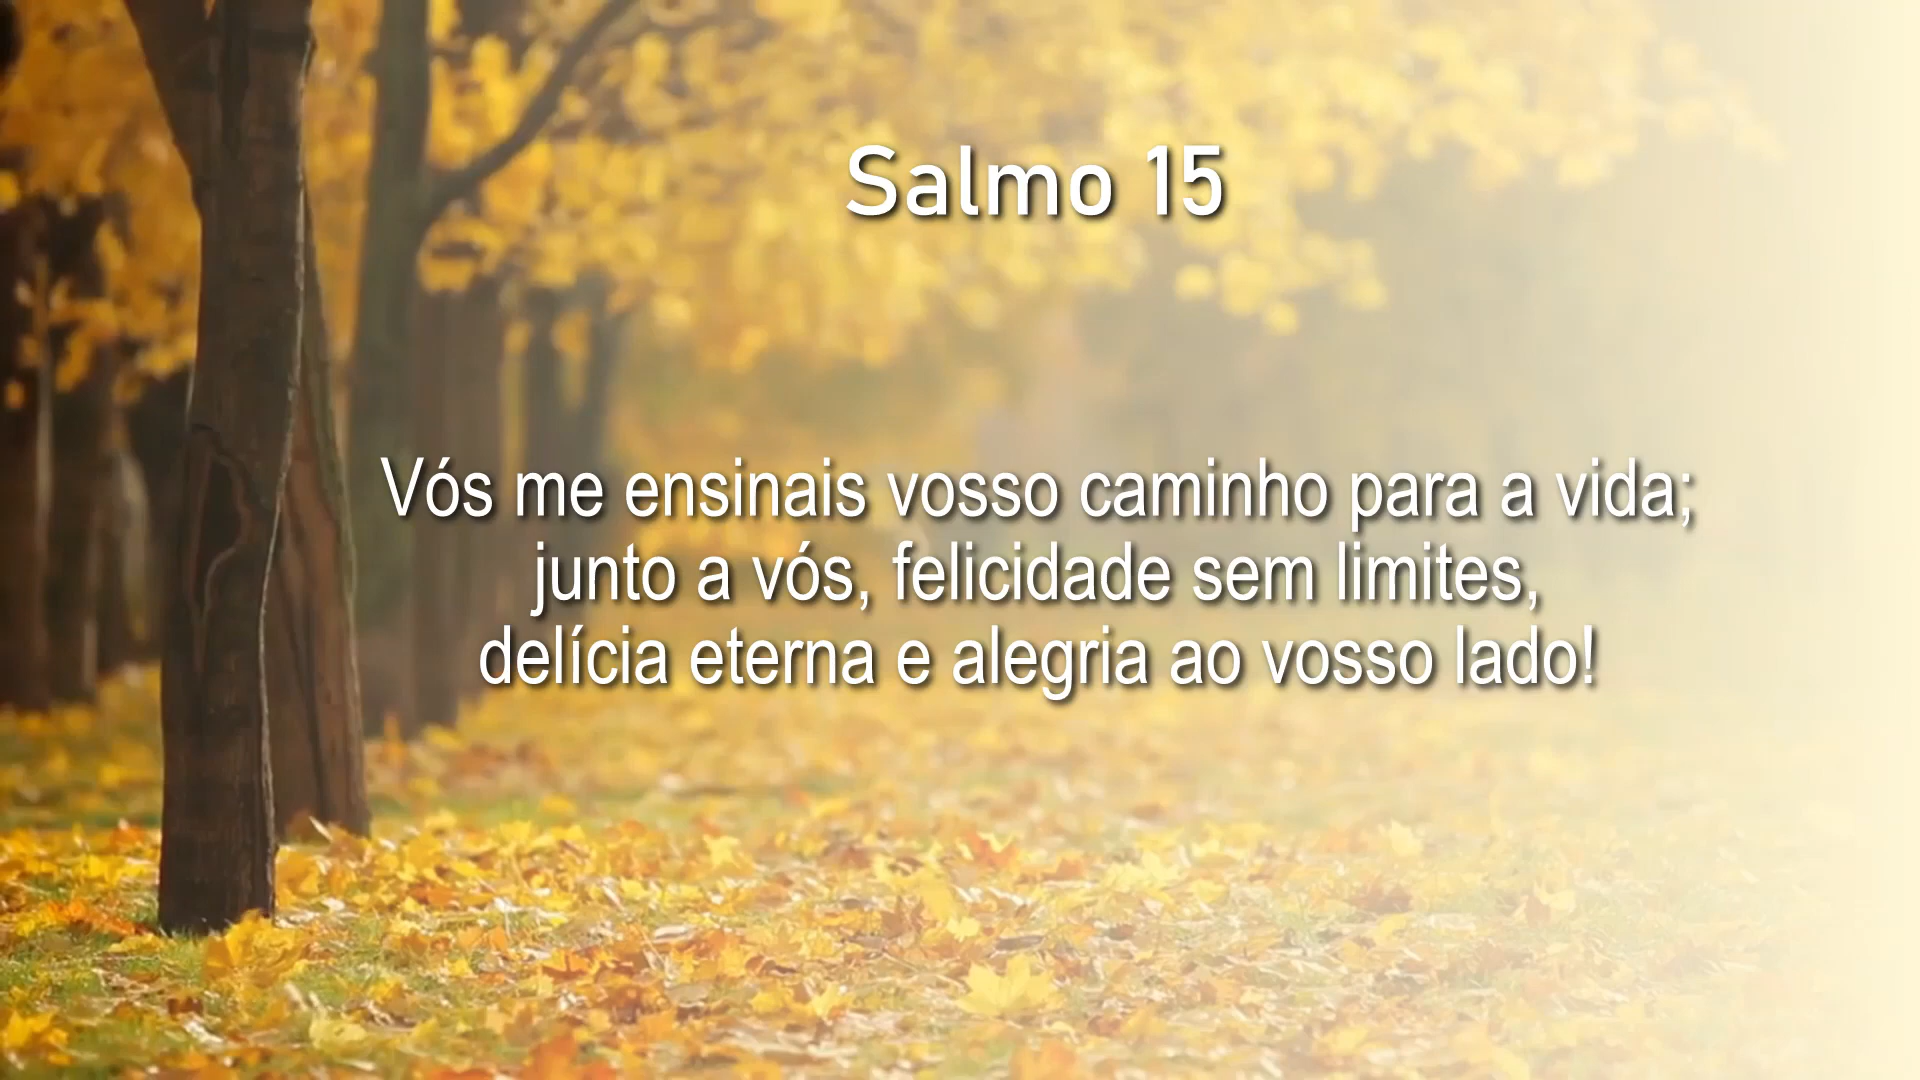 Salmo 15
Vós me ensinais vosso caminho para a vida;
junto a vós, felicidade sem limites,
delícia eterna e alegria ao vosso lado!